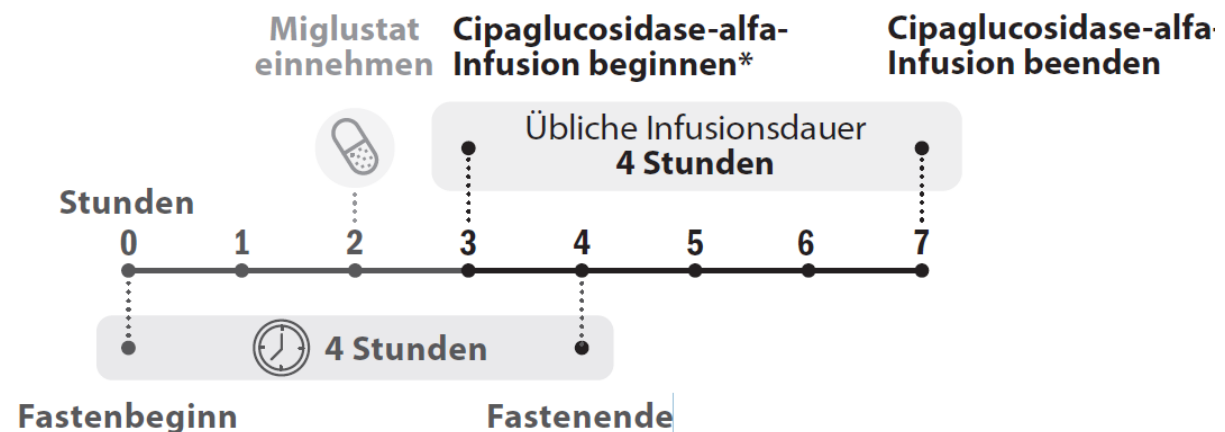 Miglustat
einnehmen
Cipaglucosidase-alfa-
Infusion beginnen*
Cipaglucosidase-alfa-
Infusion beenden
Übliche Infusionsdauer
4 Stunden
Stunden
0 1 2 3 4 5 6 7
4 Stunden
Fastenbeginn
Fastenende